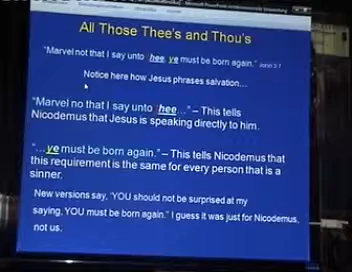 All Those Thee's and Thou's
"Marvel not that I say unto thee, ye must be born again." John 3:7
Notice here how Jesus phrases salvation...
"Marvel no that I say unto thee..." – This tells
Nicodemus that Jesus is speaking directly to him.
"...ye must be born again." – This tells Nicodemus that
this requirement is the same for every person that is a
sinner.
New versions say, "YOU should not be surprised at my
saying, YOU must be born again." I guess it was just for Nicodemus,
not us.